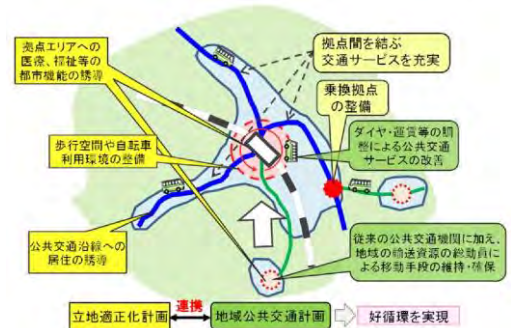 拠点エリアへの
医療、福祉等の
都市機能の誘導
拠点間を結ぶ
交通サービスを充実
乗換拠点
の整備
歩行空間や自転車
利用環境の整備
ダイヤ・運賃等の調
整による公共交通
サービスの改善
公共交通沿線への
居住の誘導
従来の公共交通機関に加え、
地域の輸送資源の総動員
による移動手段の維持・確保
立地適正化計画
連携
地域公共交通計画
好循環を実現